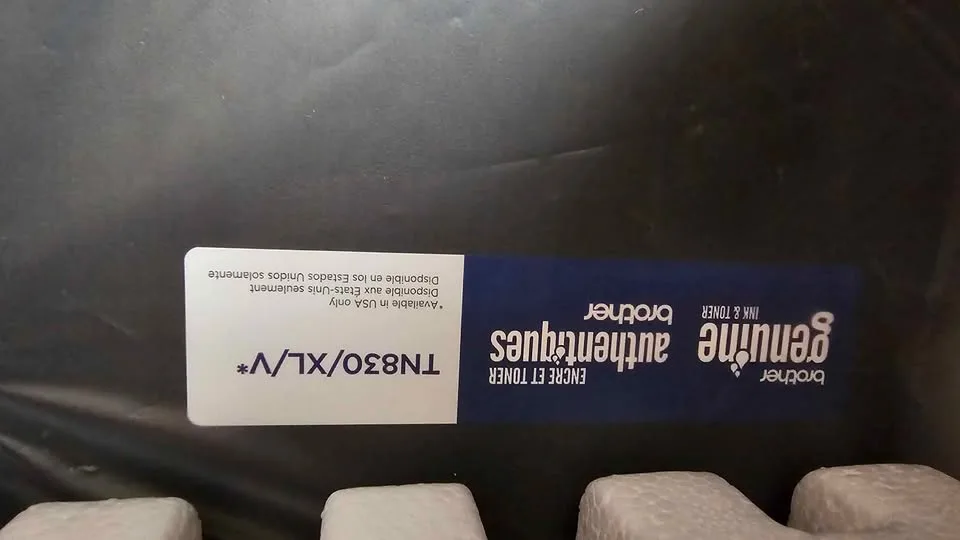 brother
genuine
INK & TONER
ENCRE ET TONER
authentiques
brother
TN830/XL/V*
*Available in USA only
Disponible aux États-Unis seulement
Disponible en los Estados Unidos solamente